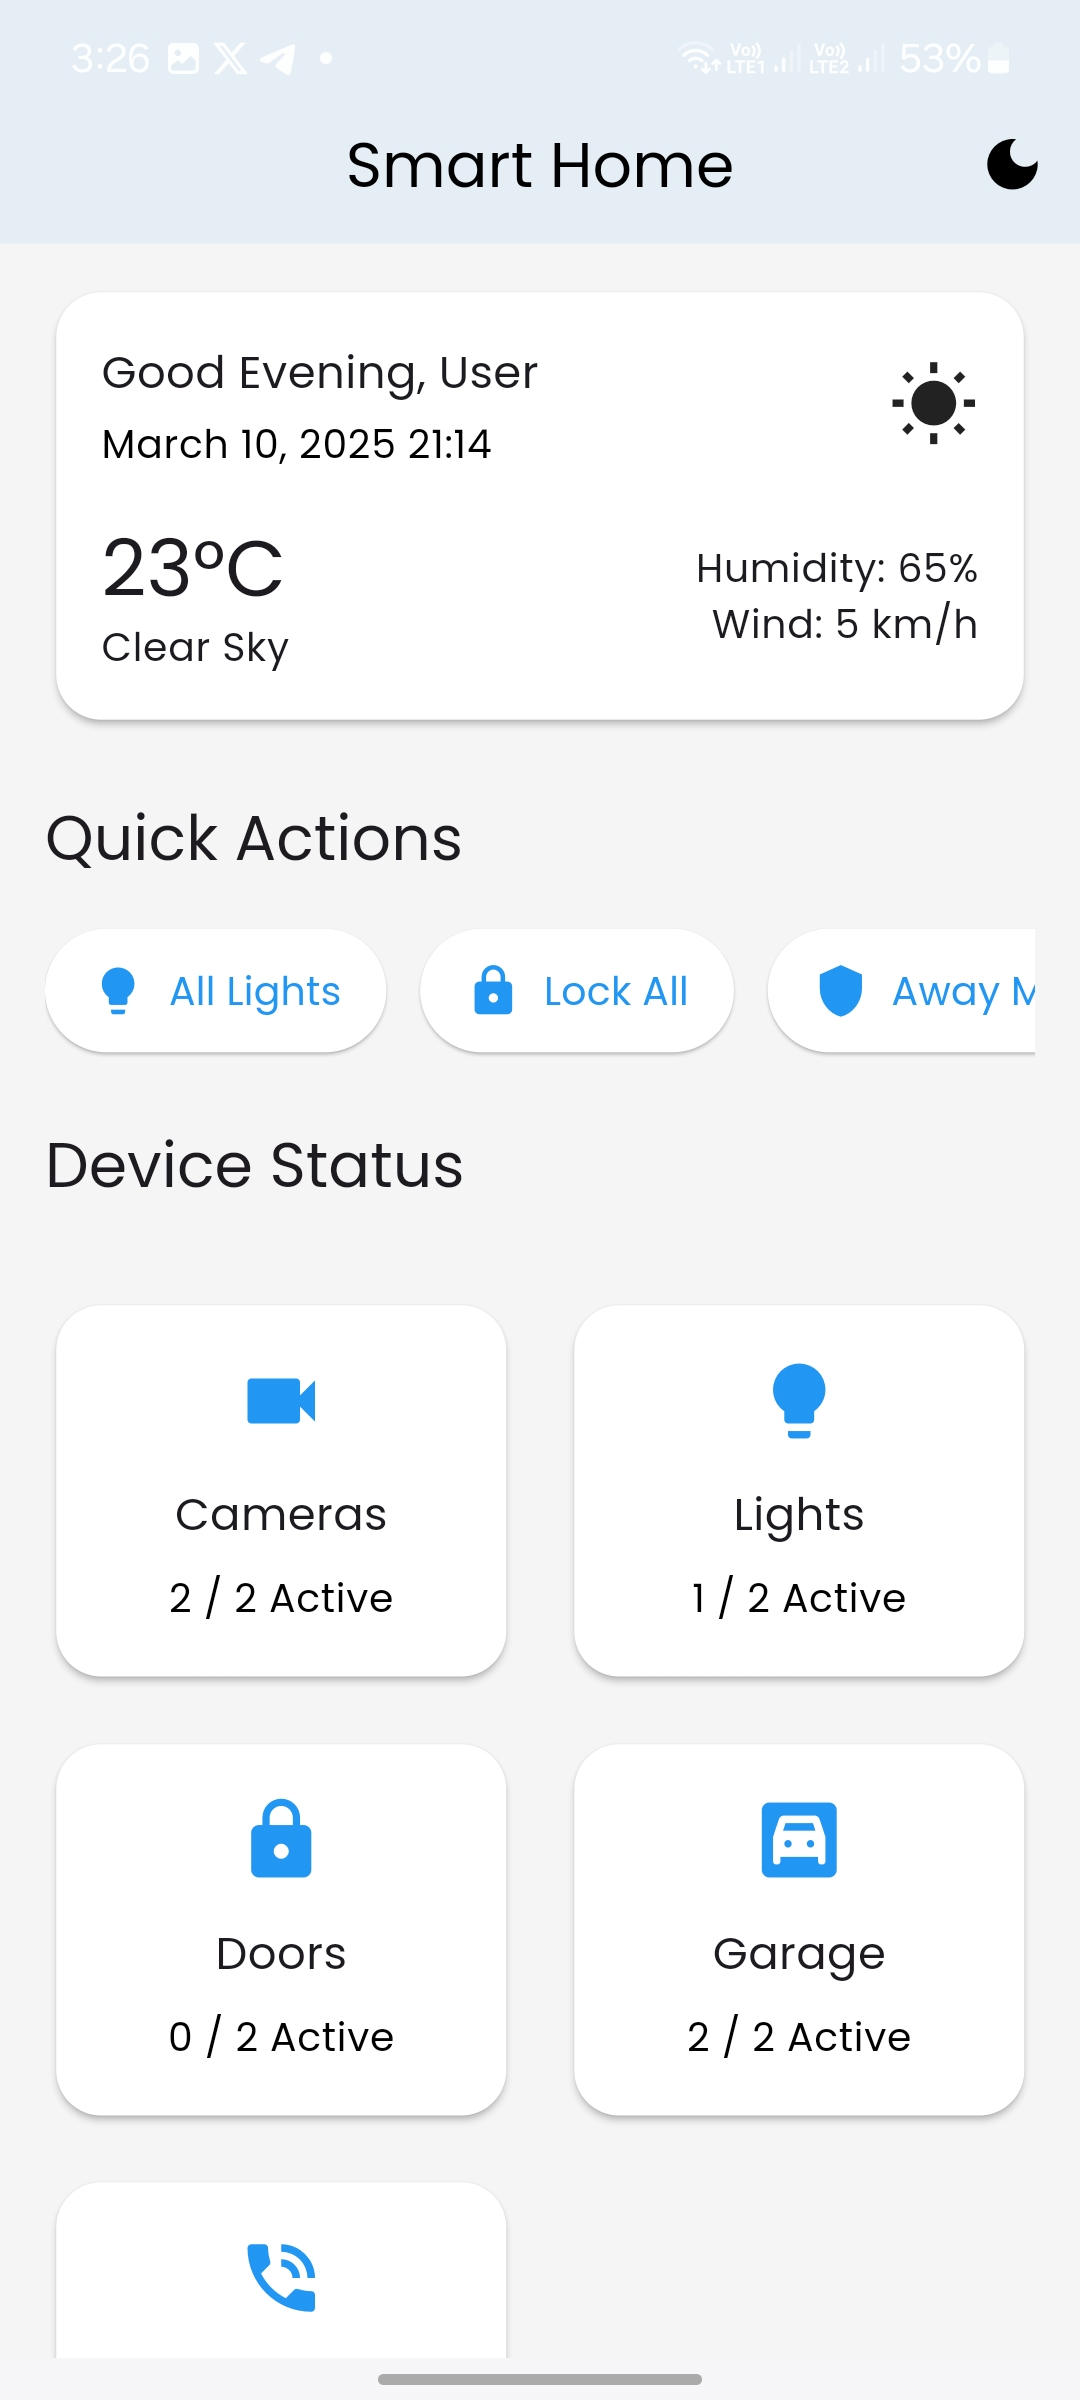 3:26
Vo)) LTE1
Vo)) LTE2
53%
Smart Home
Good Evening, User
March 10, 2025 21:14
23°C
Clear Sky
Humidity: 65%
Wind: 5 km/h
Quick Actions
All Lights
Lock All
Away M
Device Status
Cameras
2 / 2 Active
Lights
1 / 2 Active
Doors
0 / 2 Active
Garage
2 / 2 Active